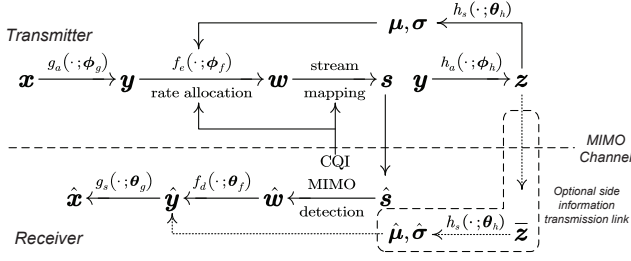 μ, σ h_s(·; θ_h)
Transmitter
x g_a(·; ϕ_g) y f_e(·; ϕ_f) w stream s y h_a(·; ϕ_h) z
rate allocation mapping
CQI
MIMO
Channel
x̂ g_s(·; θ_g) ŷ f_d(·; θ_f) ŵ MIMO ŝ
detection
Optional side
information
transmission link
Receiver
μ̂, σ̂ h_s(·; θ_h) z̄